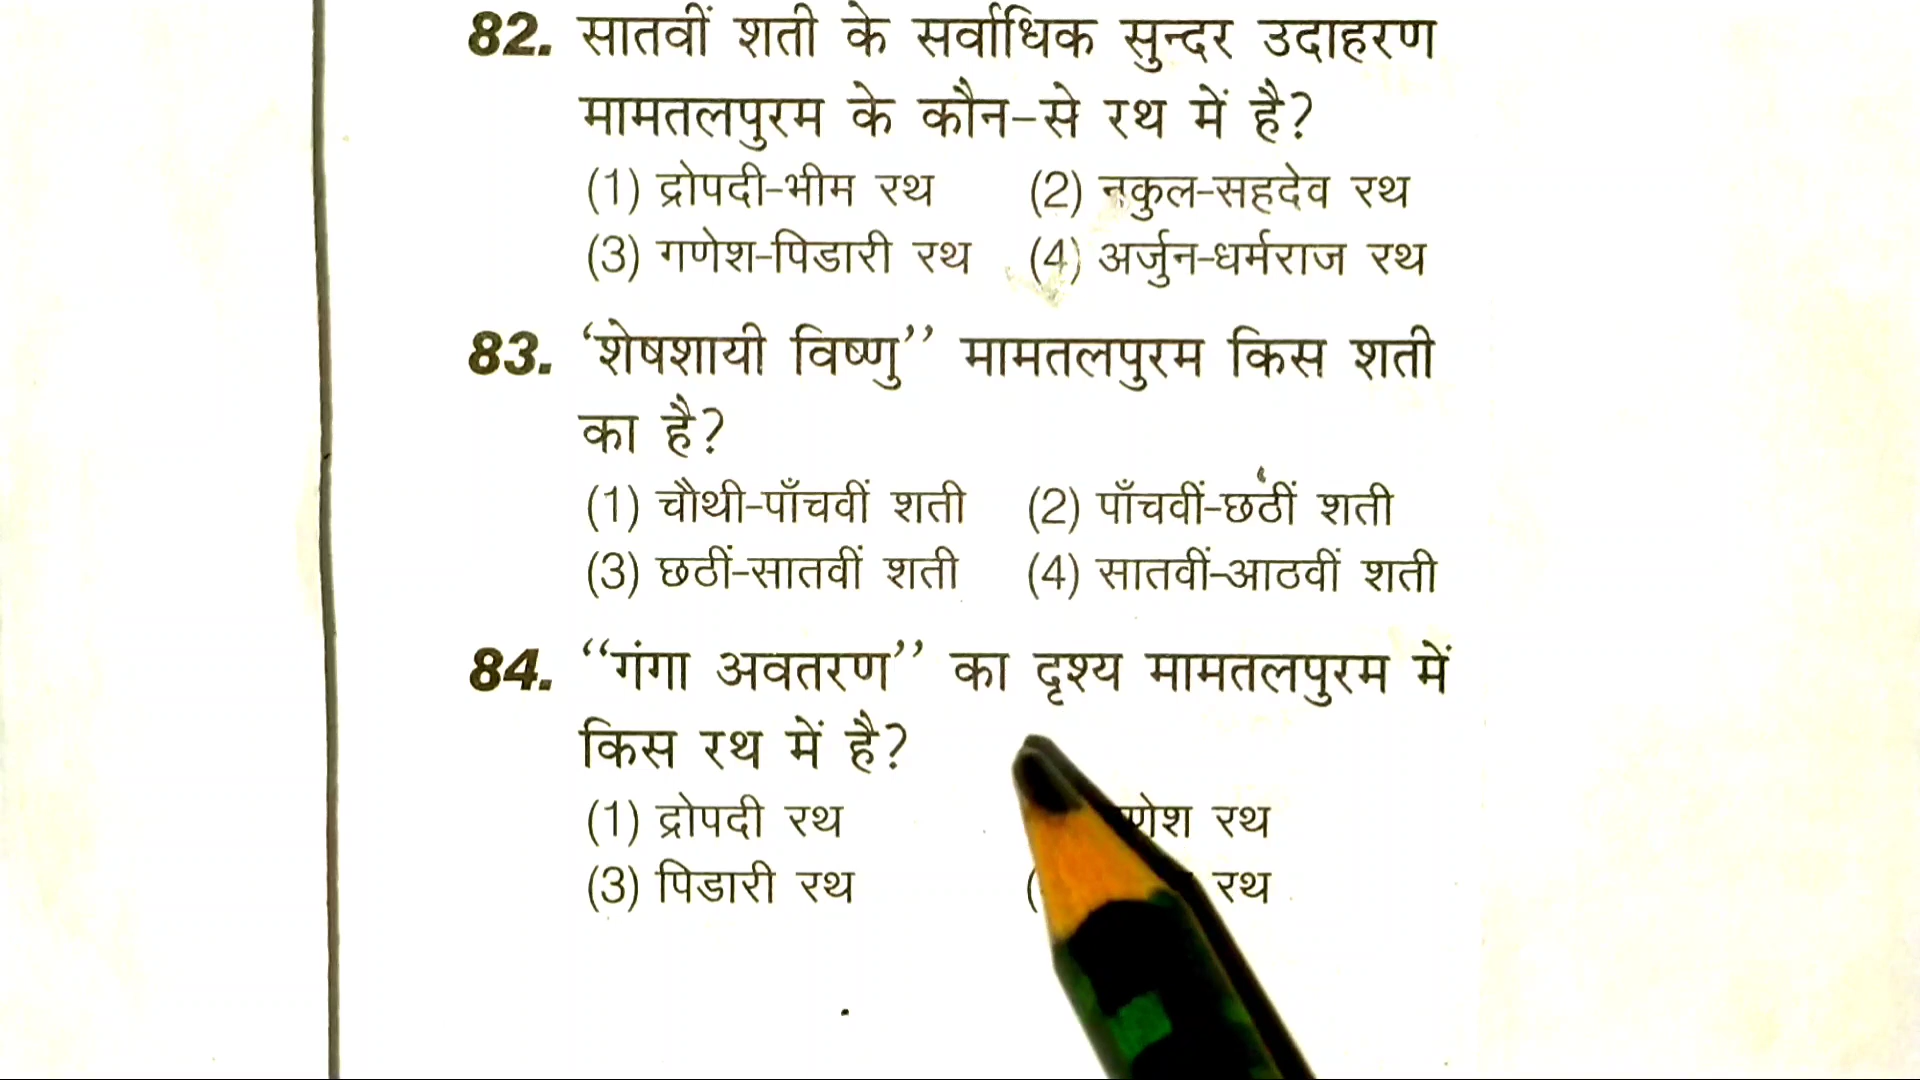 82. सातवीं शती के सर्वाधिक सुन्दर उदाहरण
मामतलपुरम के कौन-से रथ में है?
(1) द्रोपदी-भीम रथ (2) नकुल-सहदेव रथ
(3) गणेश-पिडारी रथ (4) अर्जुन-धर्मराज रथ
83. ‘शेषशायी विष्णु’’ मामतलपुरम किस शती
का है?
(1) चौथी-पाँचवीं शती (2) पाँचवीं-छठीं शती
(3) छठीं-सातवीं शती (4) सातवीं-आठवीं शती
84. ‘‘गंगा अवतरण’’ का दृश्य मामतलपुरम में
किस रथ में है?
(1) द्रोपदी रथ रथ
(3) पिडारी रथ रथ